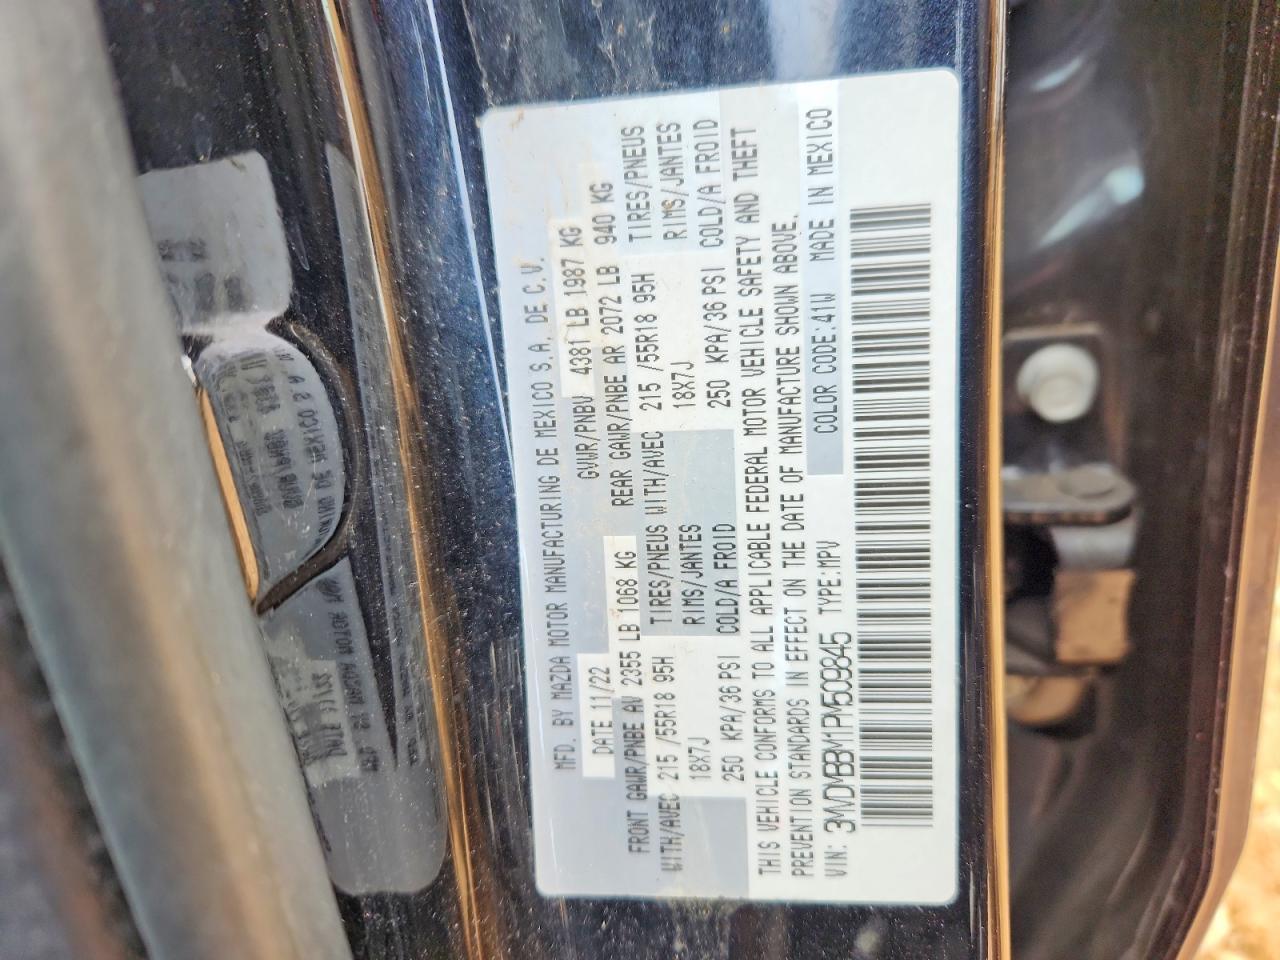 MFD. BY MAZDA MOTOR MANUFACTURING DE MEXICO S.A. DE C.V.
DATE 11/22 GVWR/PNBV 4381 LB 1987 KG
FRONT GAWR/PNBE AV 2355 LB 1068 KG REAR GAWR/PNBE AR 2072 LB 940 KG
WITH/AVEC 215 /55R18 95H TIRES/PNEUS WITH/AVEC 215 /55R18 95H TIRES/PNEUS
18X7J RIMS/JANTES 18X7J RIMS/JANTES
250 KPA/36 PSI COLD/A FROID 250 KPA/36 PSI COLD/A FROID
THIS VEHICLE CONFORMS TO ALL APPLICABLE FEDERAL MOTOR VEHICLE SAFETY AND THEFT
PREVENTION STANDARDS IN EFFECT ON THE DATE OF MANUFACTURE SHOWN ABOVE.
VIN: 3MVDMBBM1PM509845 TYPE:MPV COLOR CODE:41W MADE IN MEXICO